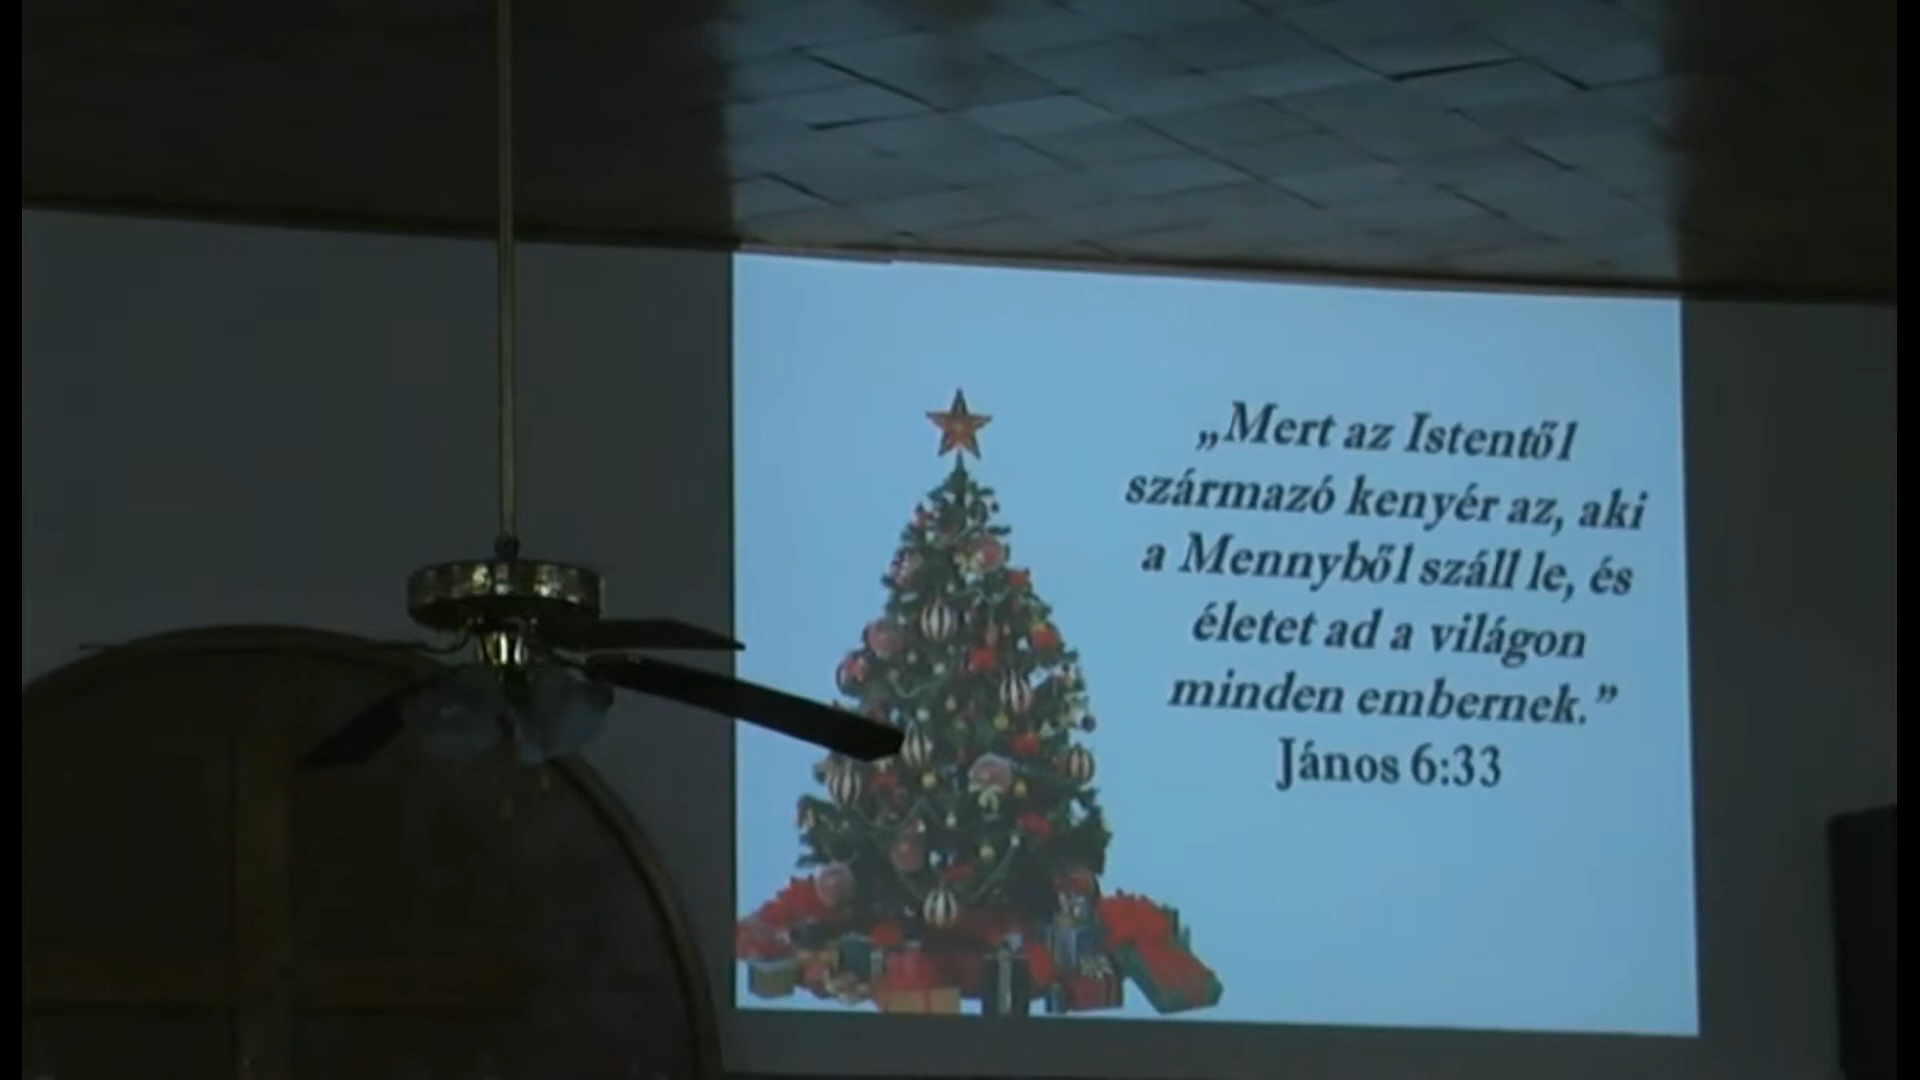 „Mert az Istentől
származó kenyér az, aki
a Mennyből száll le, és
életet ad a világon
minden embernek.”
János 6:33